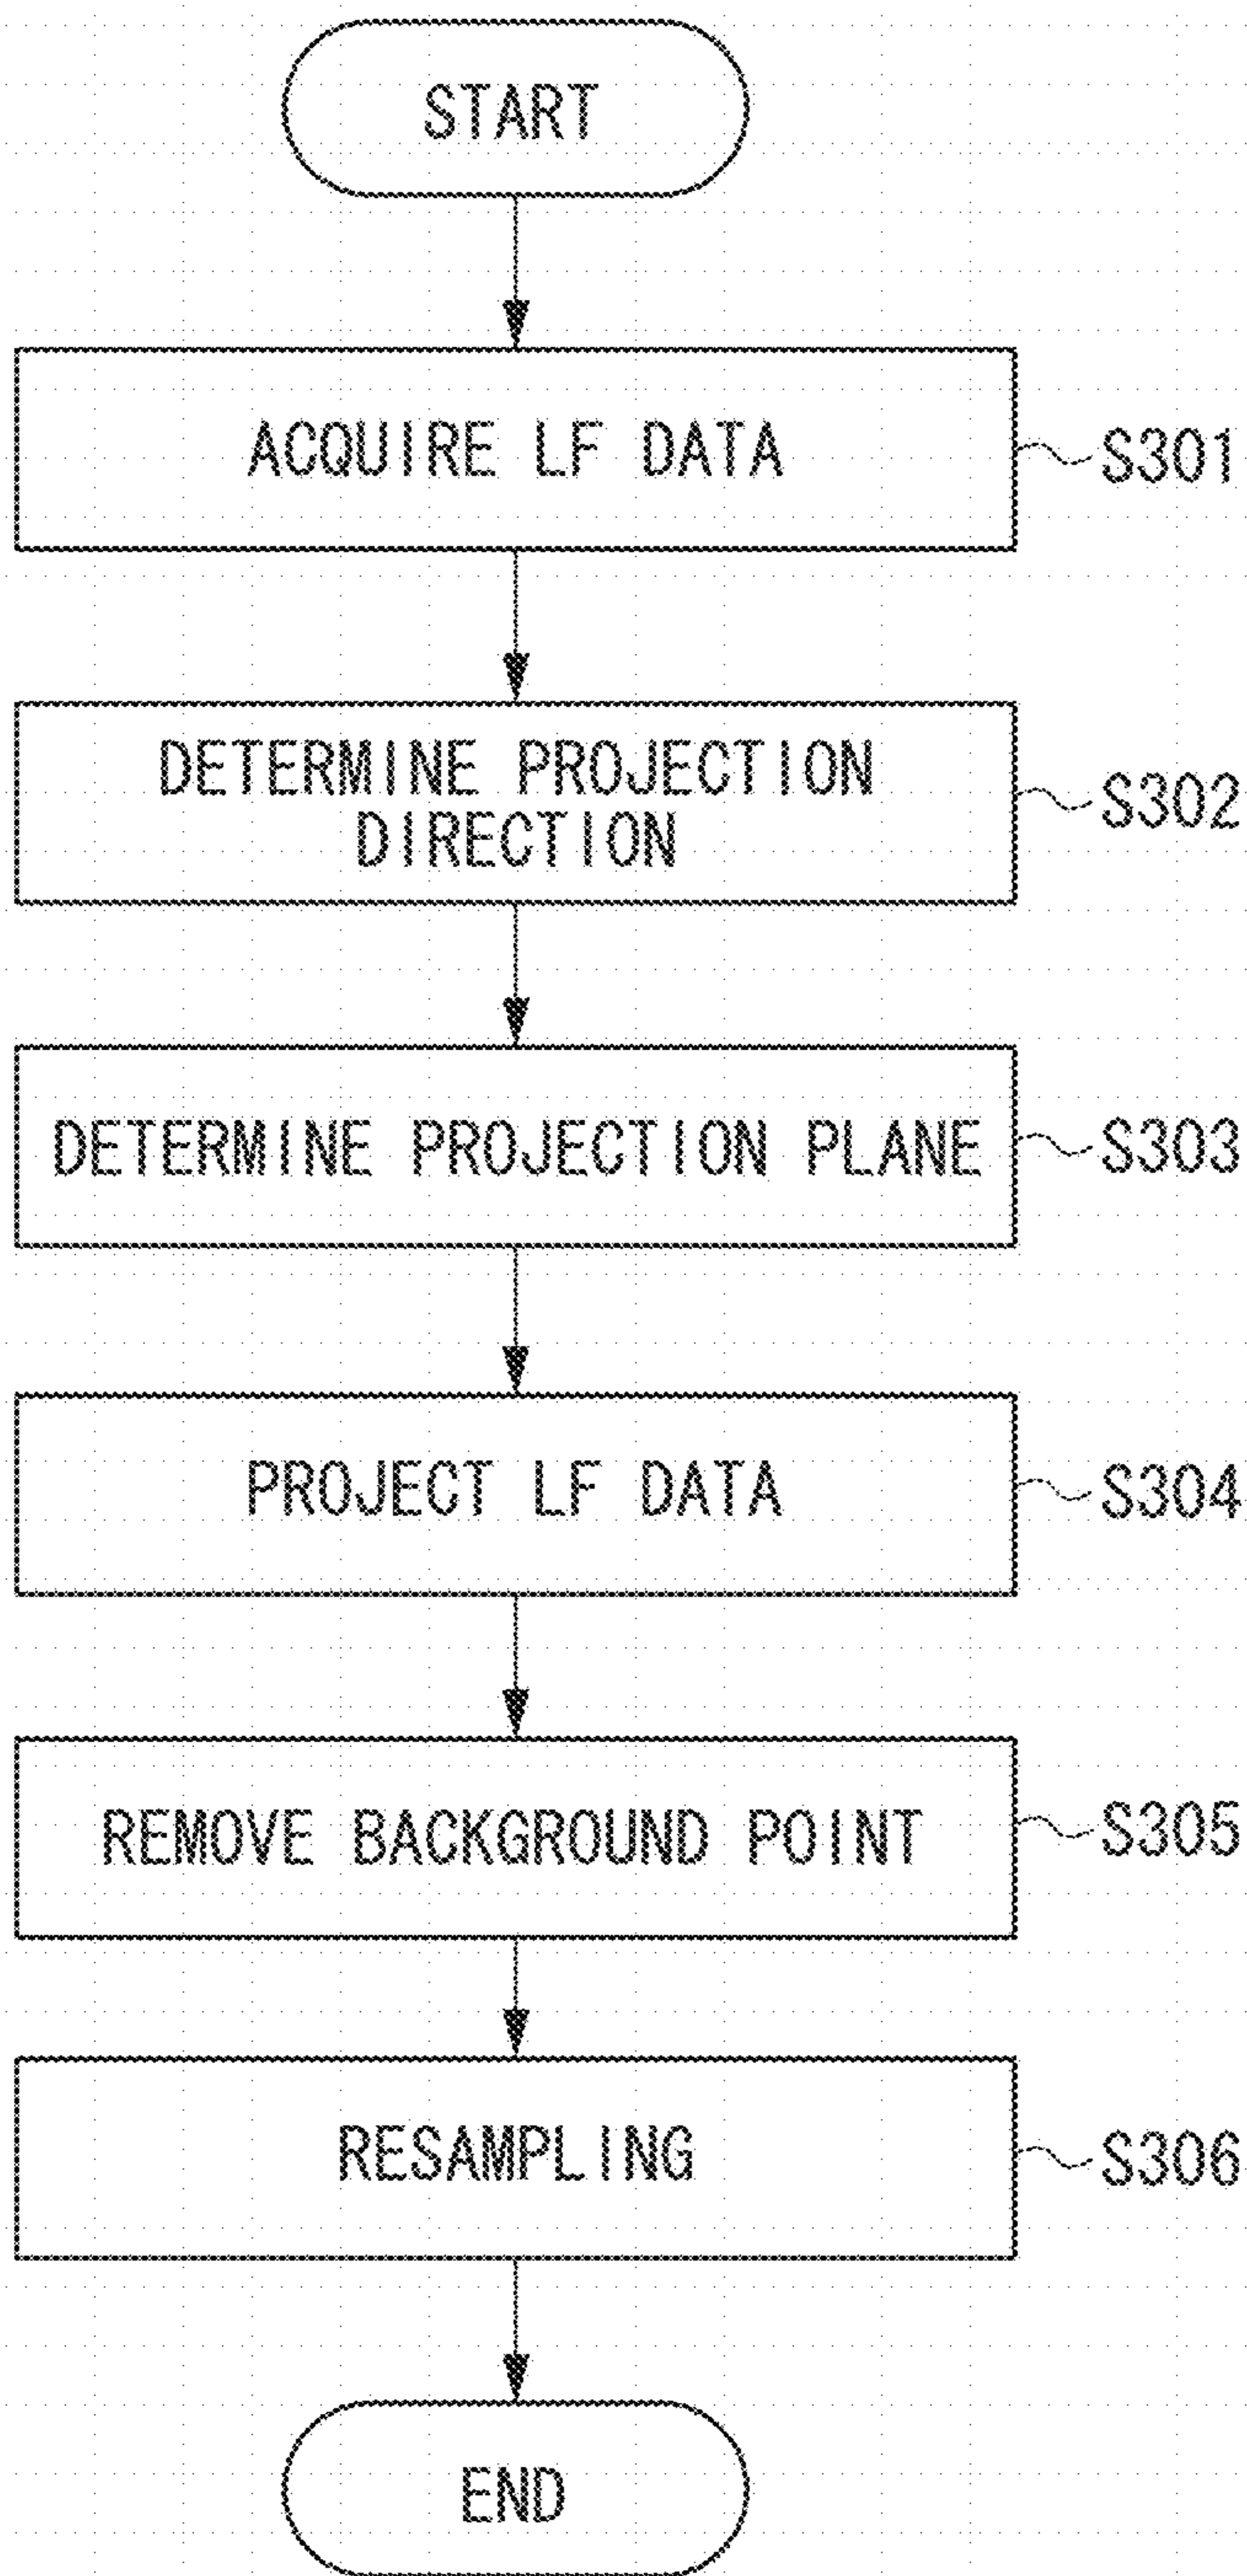 START
ACQUIRE LF DATA
S301
DETERMINE PROJECTION
DIRECTION
S302
DETERMINE PROJECTION PLANE
S303
PROJECT LF DATA
S304
REMOVE BACKGROUND POINT
S305
RESAMPLING
S306
END